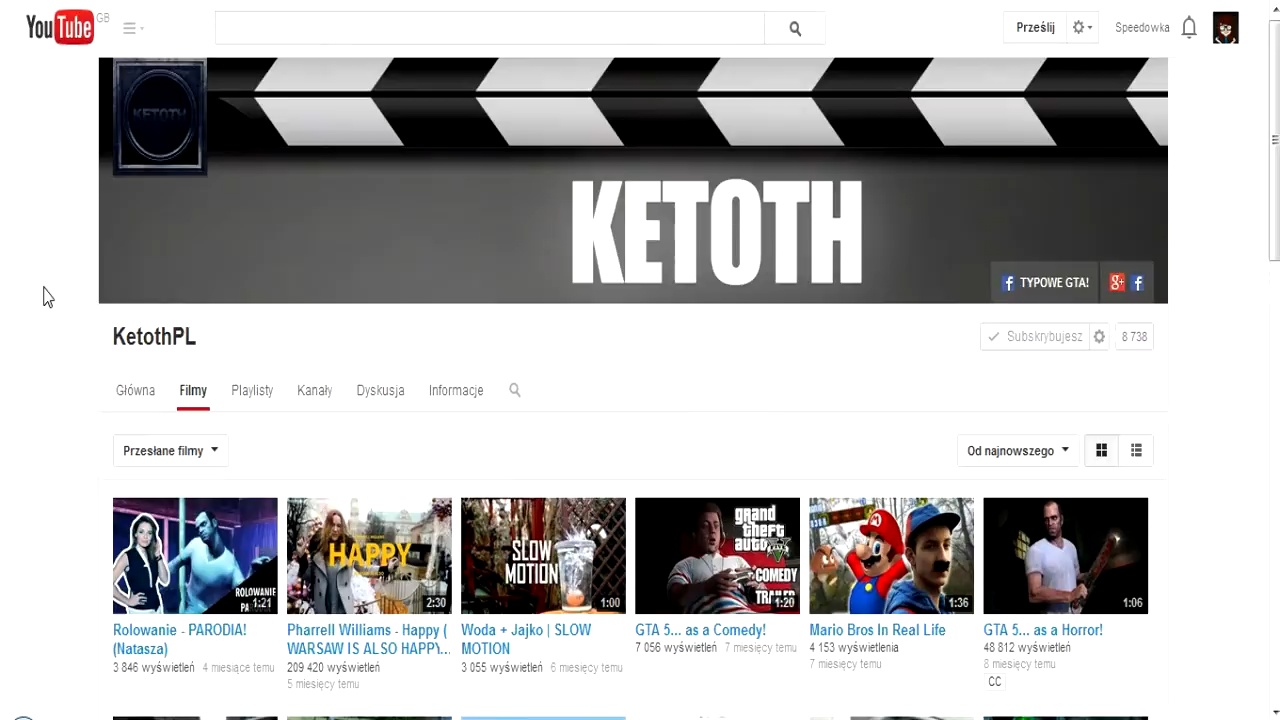 YouTube GB
Prześlij
Speedowka
KETOTH
KETOTH
TYPOWE GTA!
KetothPL
Subskrybujesz
8 738
Główna Filmy Playlisty Kanały Dyskusja Informacje
Przesłane filmy
Od najnowszego
ROLOWANIE
1:21
HAPPY
2:30
SLOW
MOTION
1:00
grand
theft
auto V
COMEDY
TRAILER
1:20
1:36
1:06
Rolowanie - PARODIA!
(Natasza)
3 846 wyświetleń 4 miesiące temu
Pharrell Williams - Happy (
WARSAW IS ALSO HAPPY...
209 420 wyświetleń
5 miesięcy temu
Woda + Jajko | SLOW
MOTION
3 055 wyświetleń 6 miesięcy temu
GTA 5... as a Comedy!
7 056 wyświetleń 7 miesięcy temu
Mario Bros In Real Life
4 153 wyświetlenia
7 miesięcy temu
GTA 5... as a Horror!
48 812 wyświetleń
8 miesięcy temu
CC